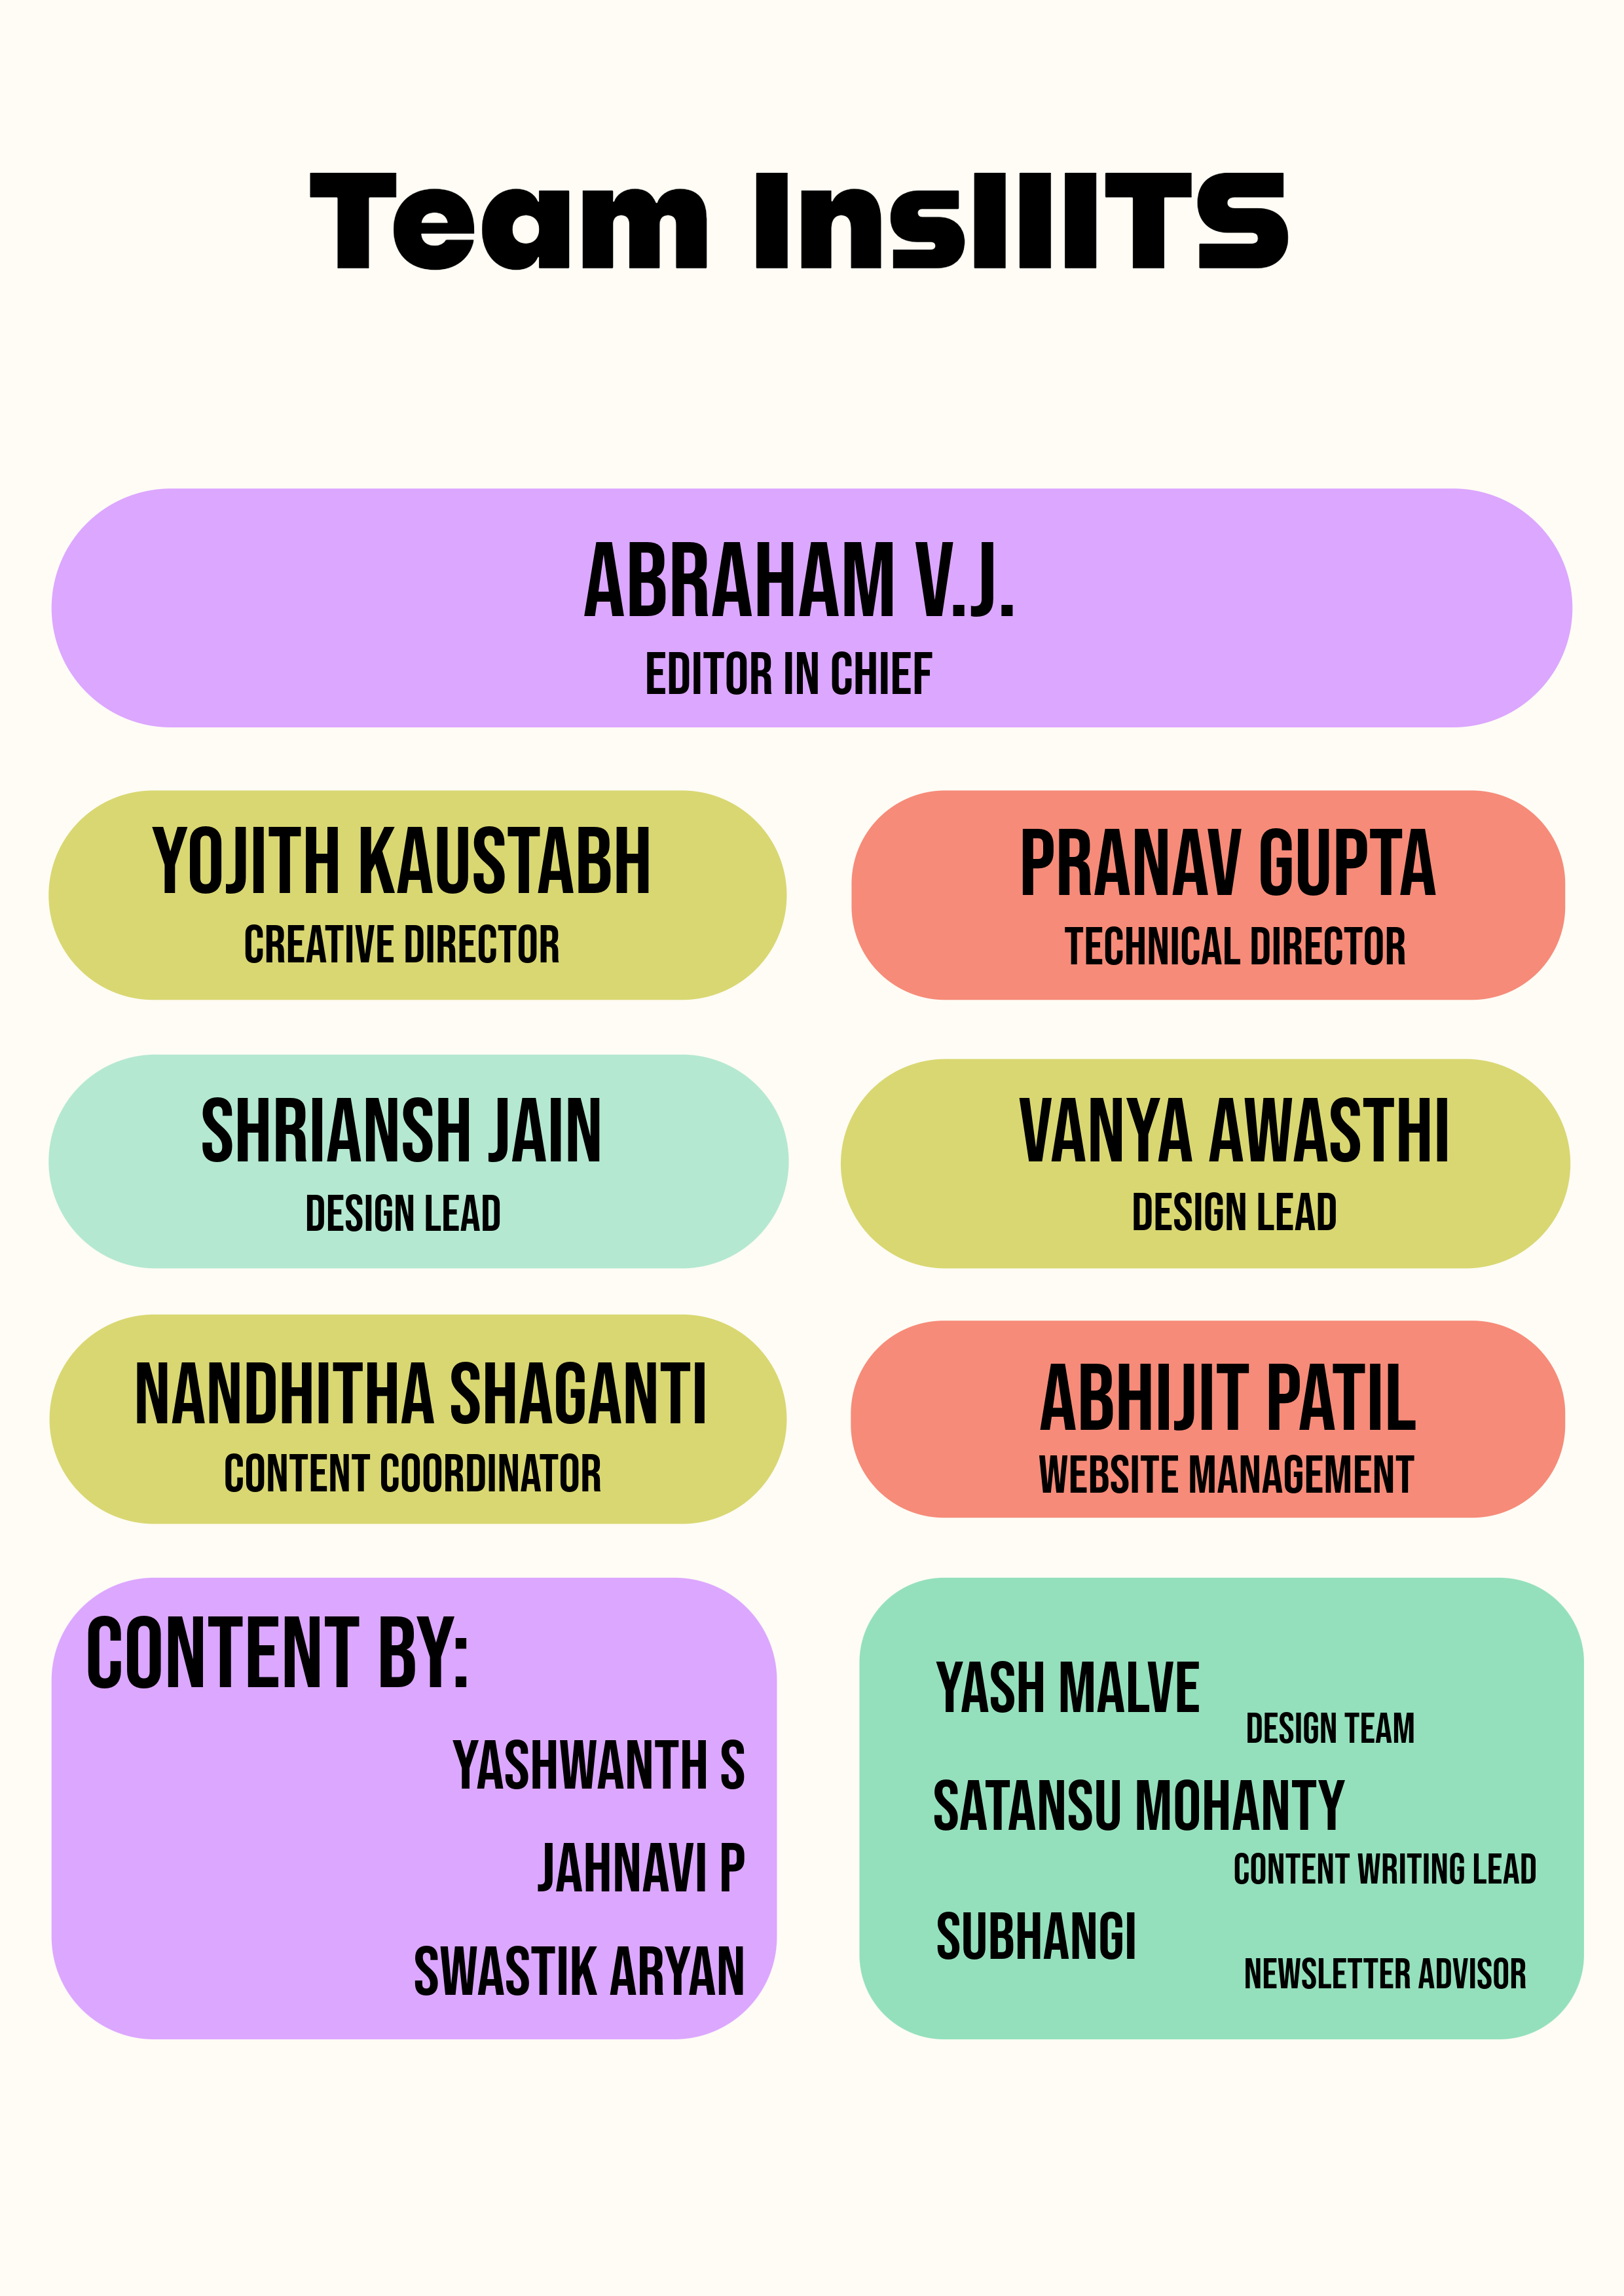 Team InsIIITS
ABRAHAM V.J.
EDITOR IN CHIEF
YOJITH KAUSTABH
CREATIVE DIRECTOR
PRANAV GUPTA
TECHNICAL DIRECTOR
SHRIANSH JAIN
DESIGN LEAD
VANYA AWASTHI
DESIGN LEAD
NANDHITHA SHAGANTI
CONTENT COORDINATOR
ABHIJIT PATIL
WEBSITE MANAGEMENT
CONTENT BY:
YASHWANTH S
JAHNAVI P
SWASTIK ARYAN
YASH MALVE
DESIGN TEAM
SATANSU MOHANTY
CONTENT WRITING LEAD
SUBHANGI
NEWSLETTER ADVISOR